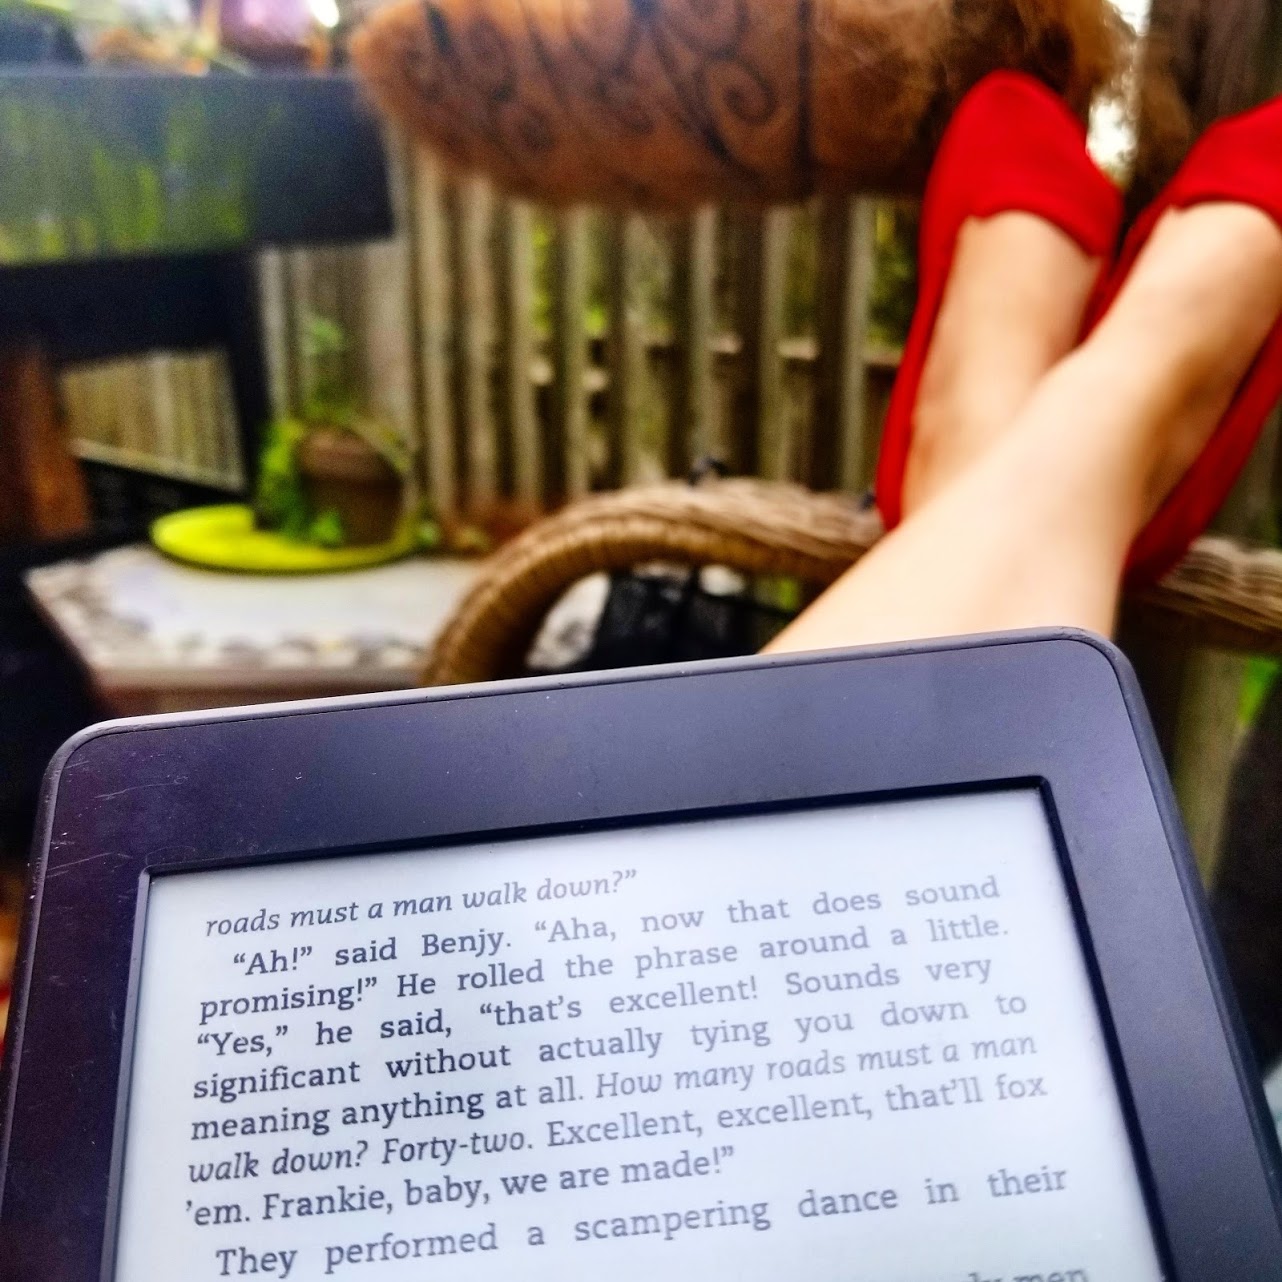 roads must a man walk down?”
“Ah!” said Benjy. “Aha, now that does sound
promising!” He rolled the phrase around a little.
“Yes,” he said, “that’s excellent! Sounds very
significant without actually tying you down to
meaning anything at all. How many roads must a man
walk down? Forty-two. Excellent, excellent, that’ll fox
’em. Frankie, baby, we are made!”
They performed a scampering dance in their
men